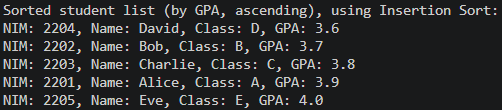 Sorted student list (by GPA, ascending), using Insertion Sort:
NIM: 2204, Name: David, Class: D, GPA: 3.6
NIM: 2202, Name: Bob, Class: B, GPA: 3.7
NIM: 2203, Name: Charlie, Class: C, GPA: 3.8
NIM: 2201, Name: Alice, Class: A, GPA: 3.9
NIM: 2205, Name: Eve, Class: E, GPA: 4.0